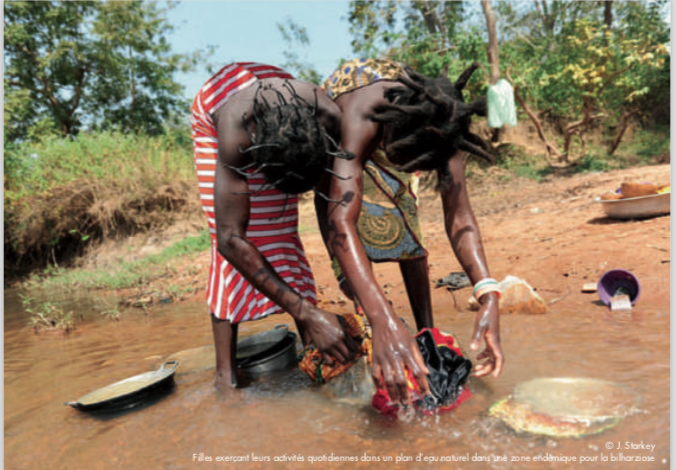 © J. Starkey
Filles exerçant leurs activités quotidiennes dans un plan d'eau naturel dans une zone endémique pour la bilharziose